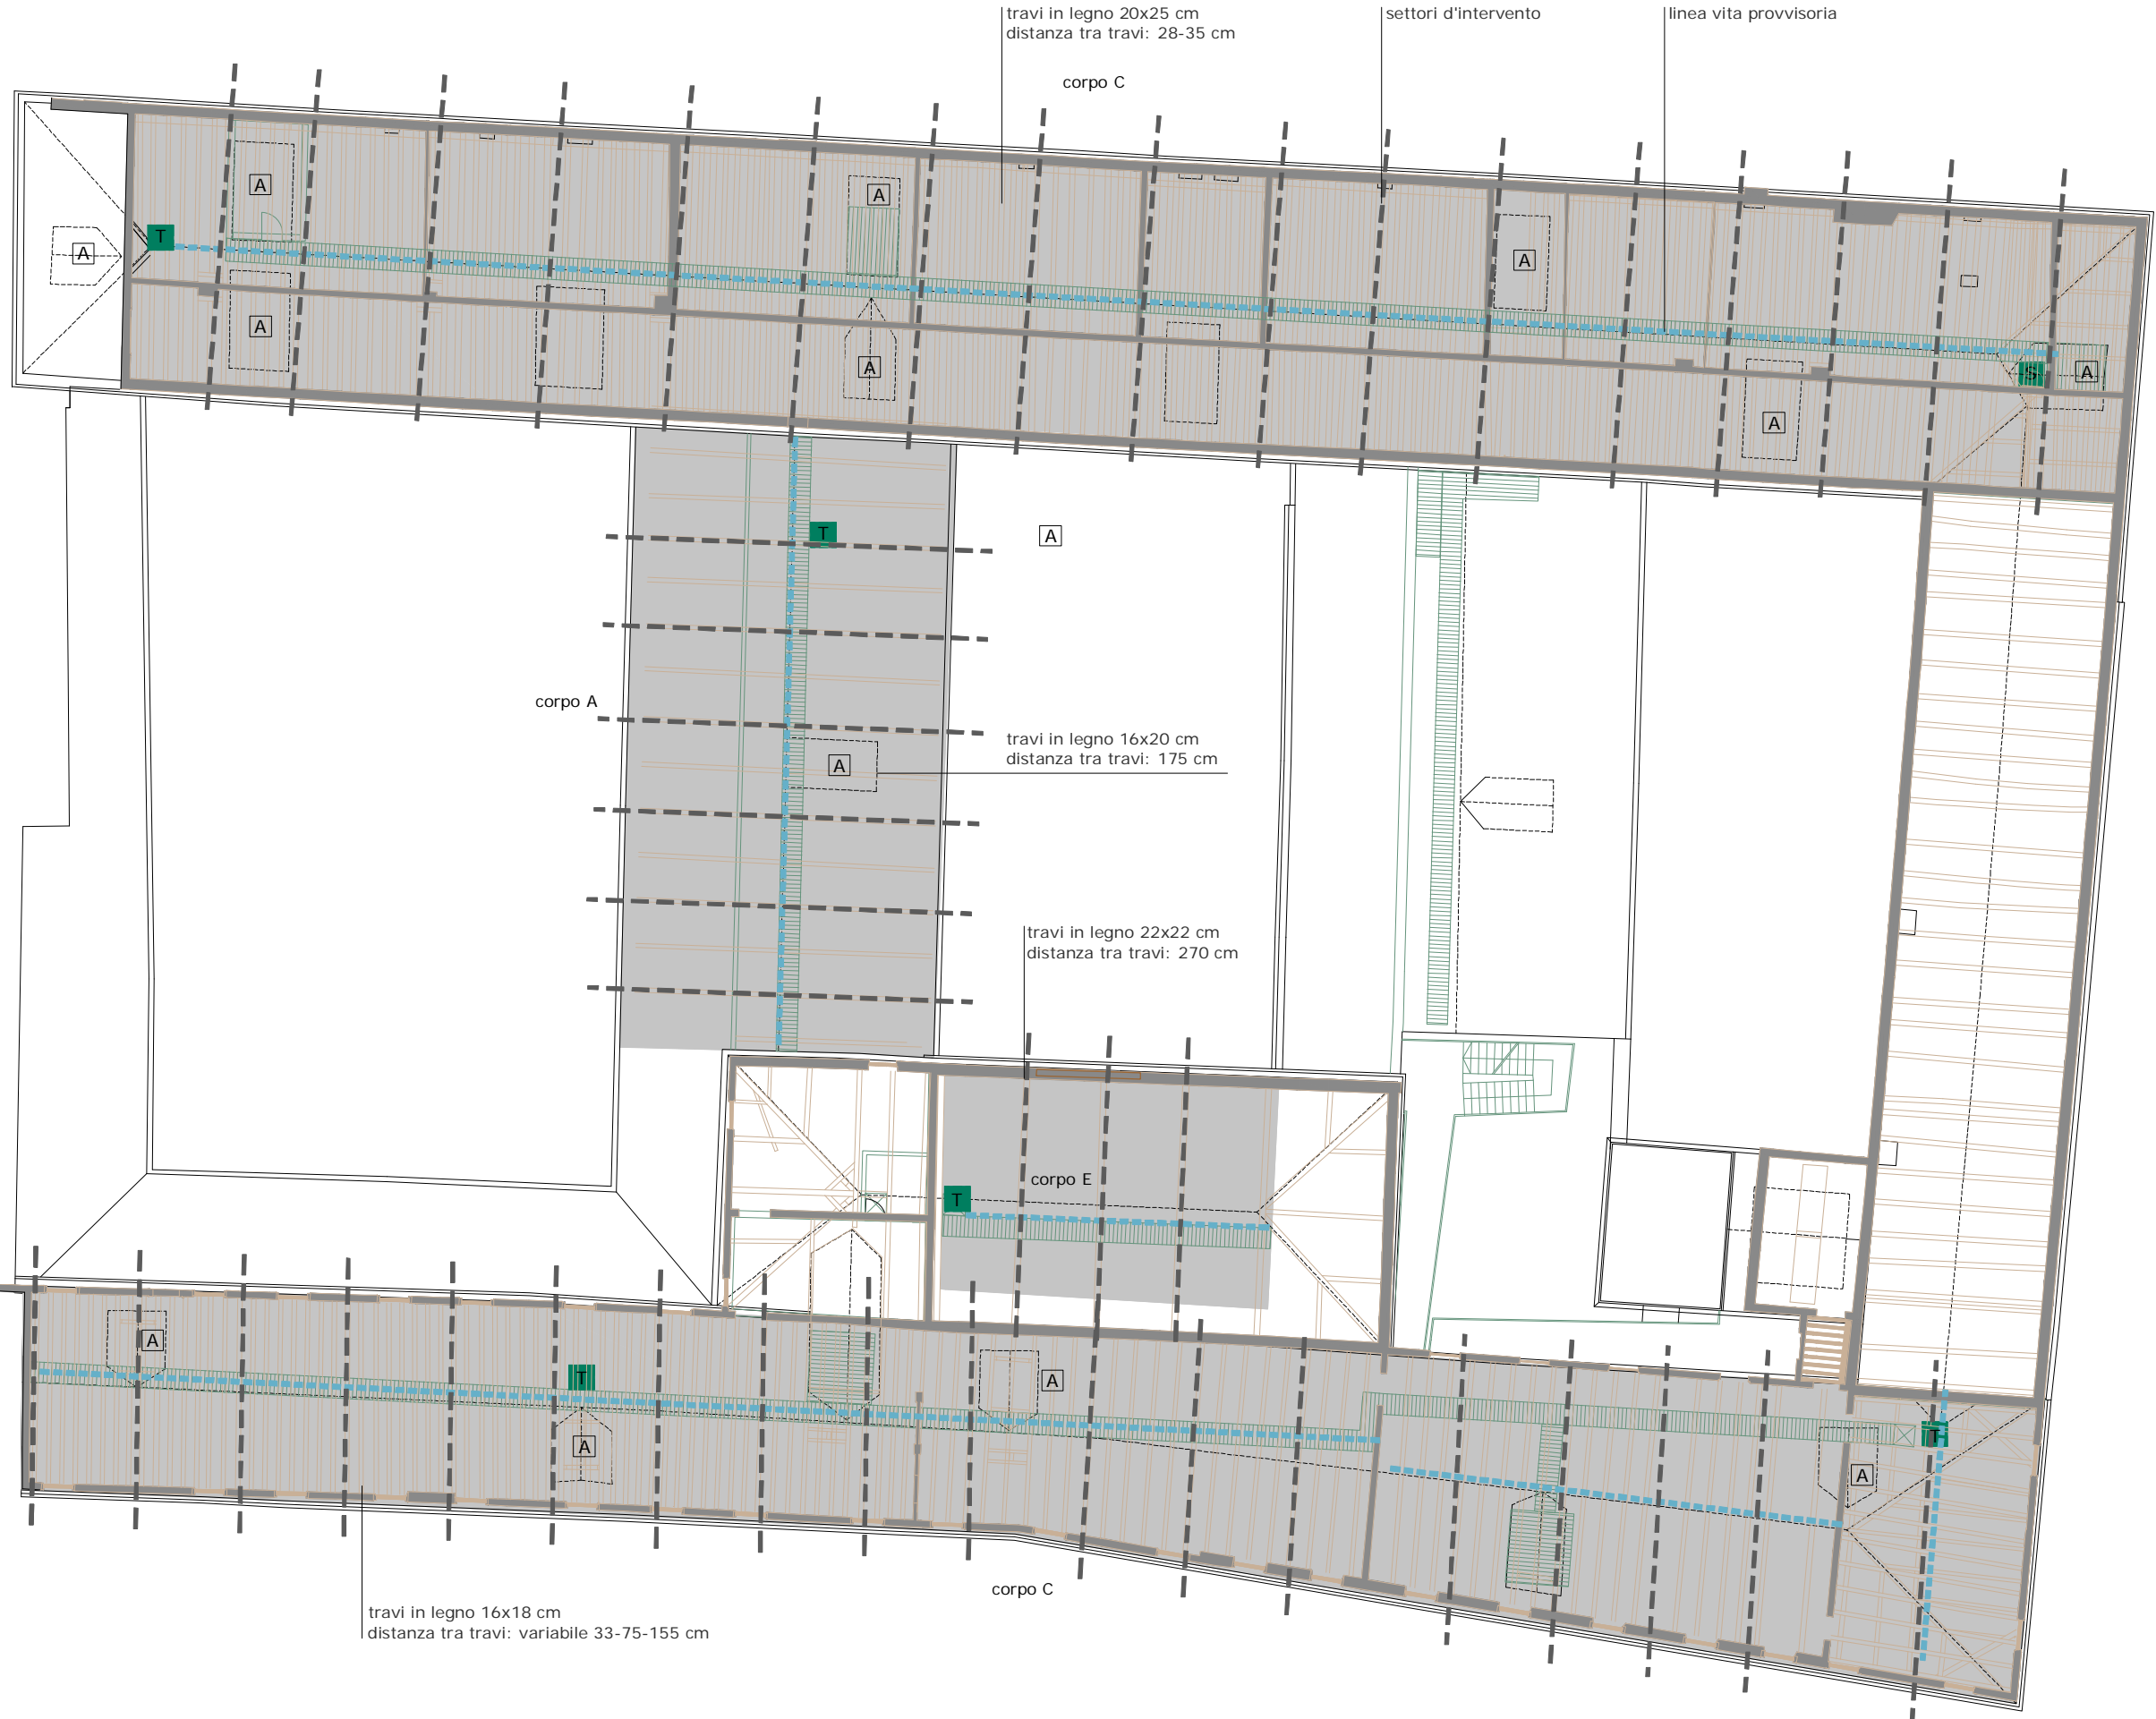 travi in legno 20x25 cm
distanza tra travi: 28-35 cm
settori d'intervento
linea vita provvisoria
corpo C
A
A
T
A
A
A
A
A
S
A
A
T
A
corpo A
travi in legno 16x20 cm
distanza tra travi: 175 cm
A
travi in legno 22x22 cm
distanza tra travi: 270 cm
corpo E
T
A
T
A
A
T
A
corpo C
travi in legno 16x18 cm
distanza tra travi: variabile 33-75-155 cm